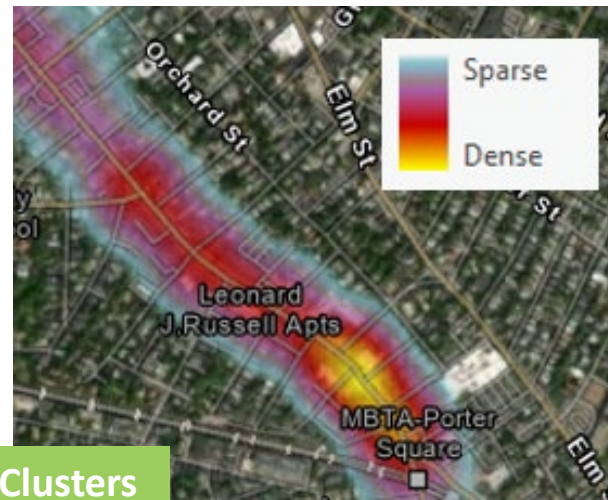 Orchard St
Elm St
Sparse
Dense
Leonard
J.Russell Apts
MBTA-Porter
Square
Elm
Clusters